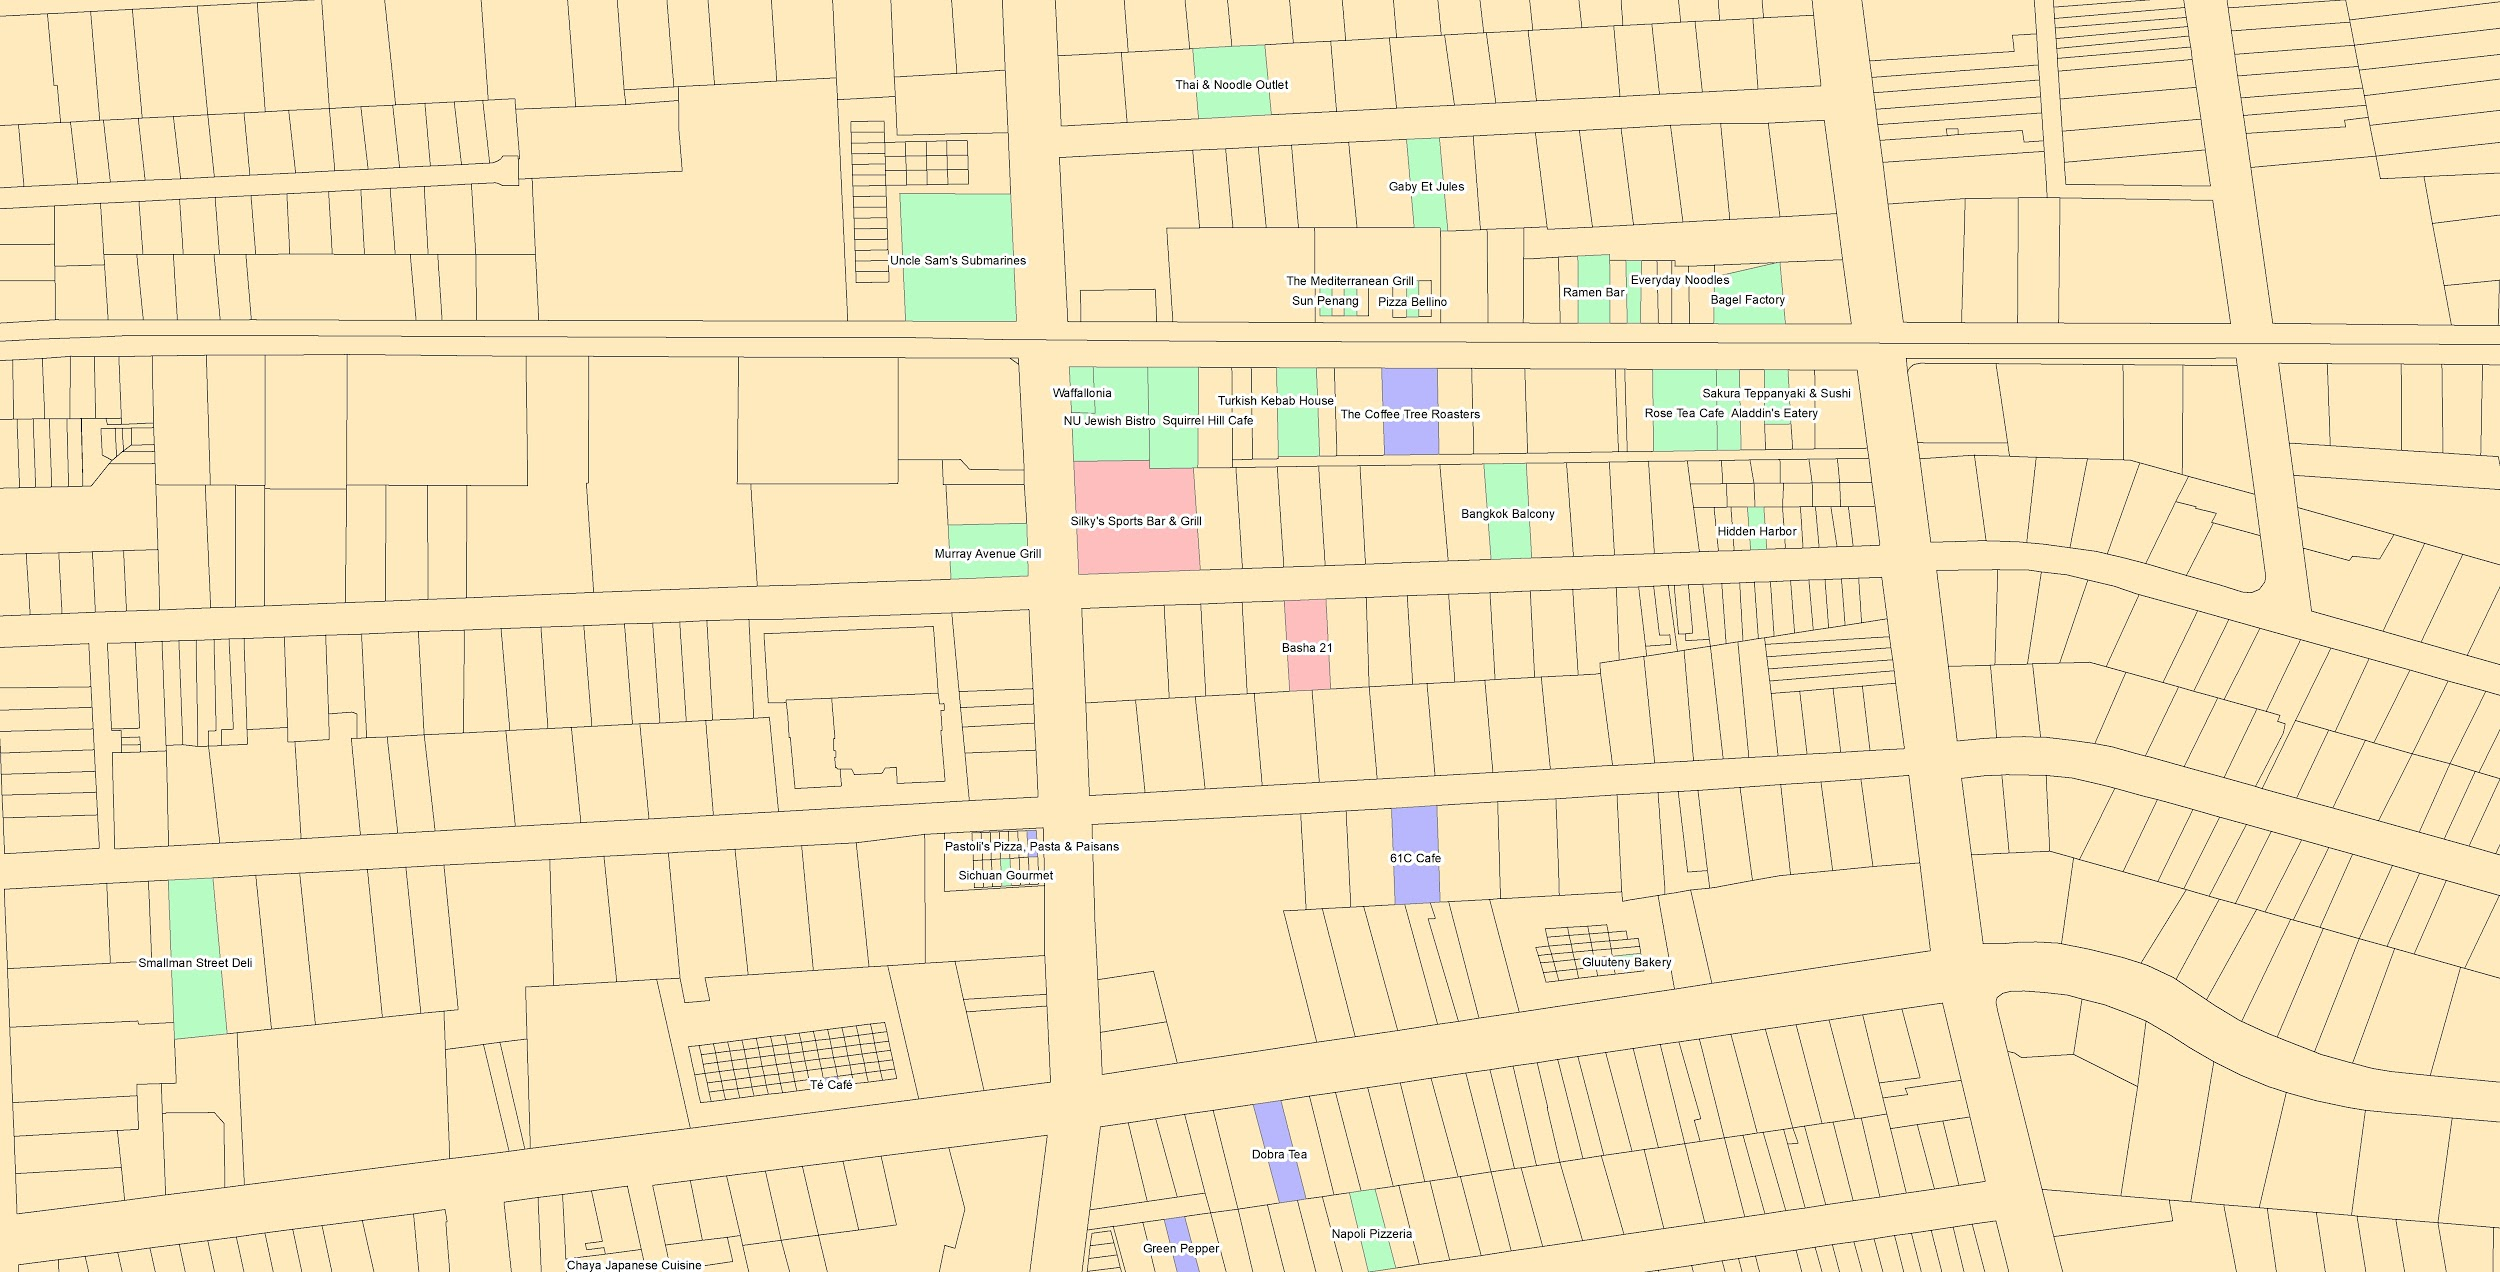 Thai & Noodle Outlet
Gaby Et Jules
Uncle Sam's Submarines
The Mediterranean Grill
Everyday Noodles
Sun Penang
Pizza Bellino
Ramen Bar
Bagel Factory
Waffallonia
Turkish Kebab House
Sakura Teppanyaki & Sushi
The Coffee Tree Roasters
Rose Tea Cafe
Aladdin's Eatery
NU Jewish Bistro
Squirrel Hill Cafe
Silky's Sports Bar & Grill
Bangkok Balcony
Hidden Harbor
Murray Avenue Grill
Basha 21
Pastoli's Pizza, Pasta & Paisans
61C Cafe
Sichuan Gourmet
Smallman Street Deli
Gluuteny Bakery
Té Café
Dobra Tea
Napoli Pizzeria
Green Pepper
Chaya Japanese Cuisine